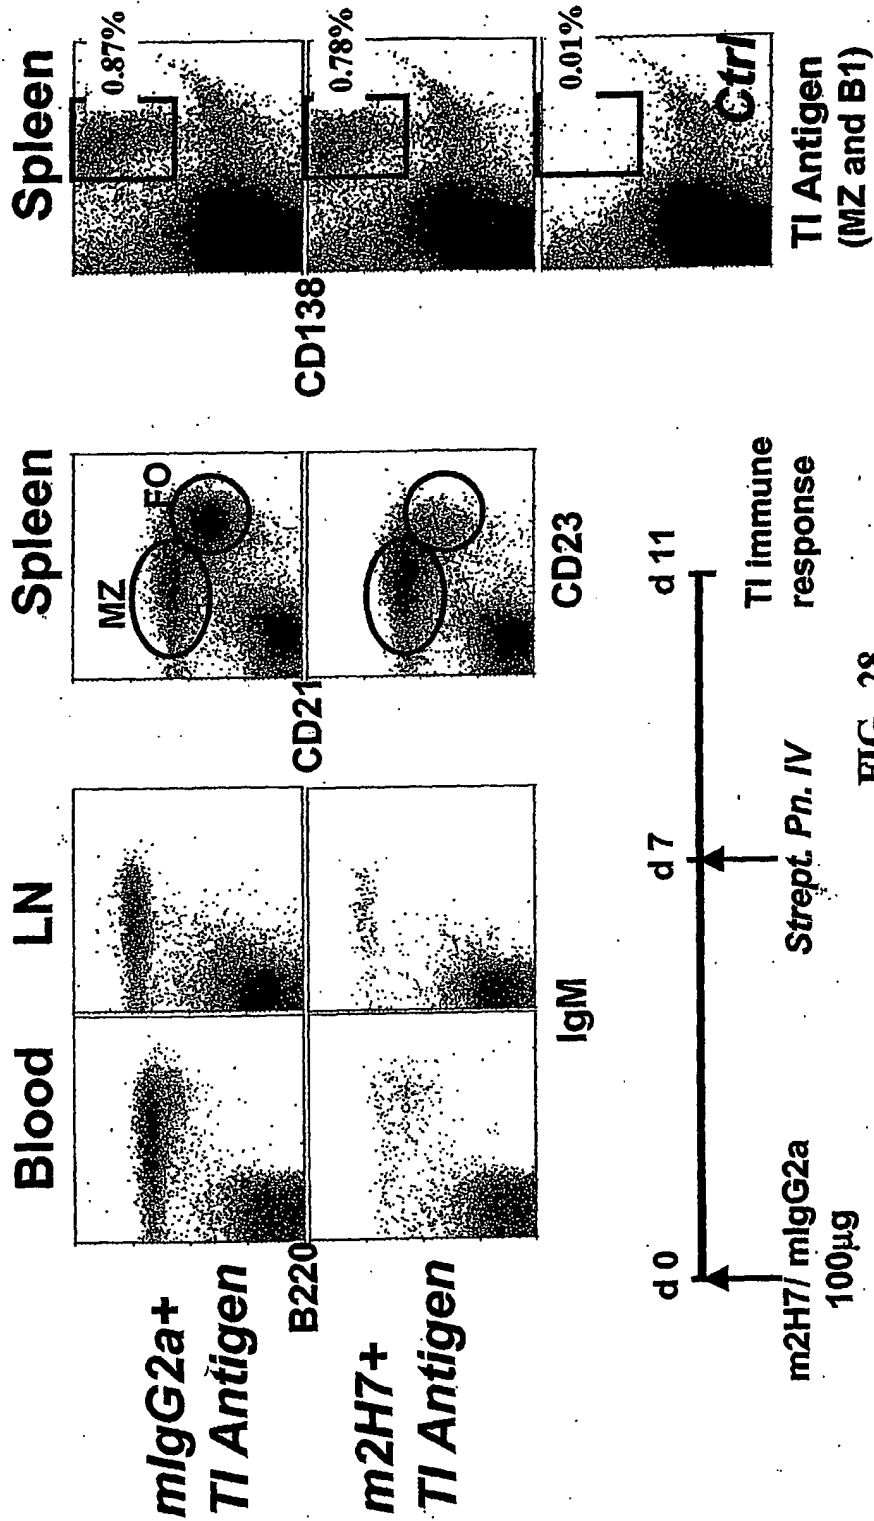 Blood
LN
Spleen
Spleen
mIgG2a+
TI Antigen
m2H7+
TI Antigen
B220
IgM
CD21
MZ
FO
CD23
CD138
0.87%
0.78%
0.01%
Ctrl
TI Antigen
(MZ and B1)
d 0
d 7
d 11
m2H7/ mIgG2a
100µg
Strept. Pn. IV
TI immune
response
FIG. 28